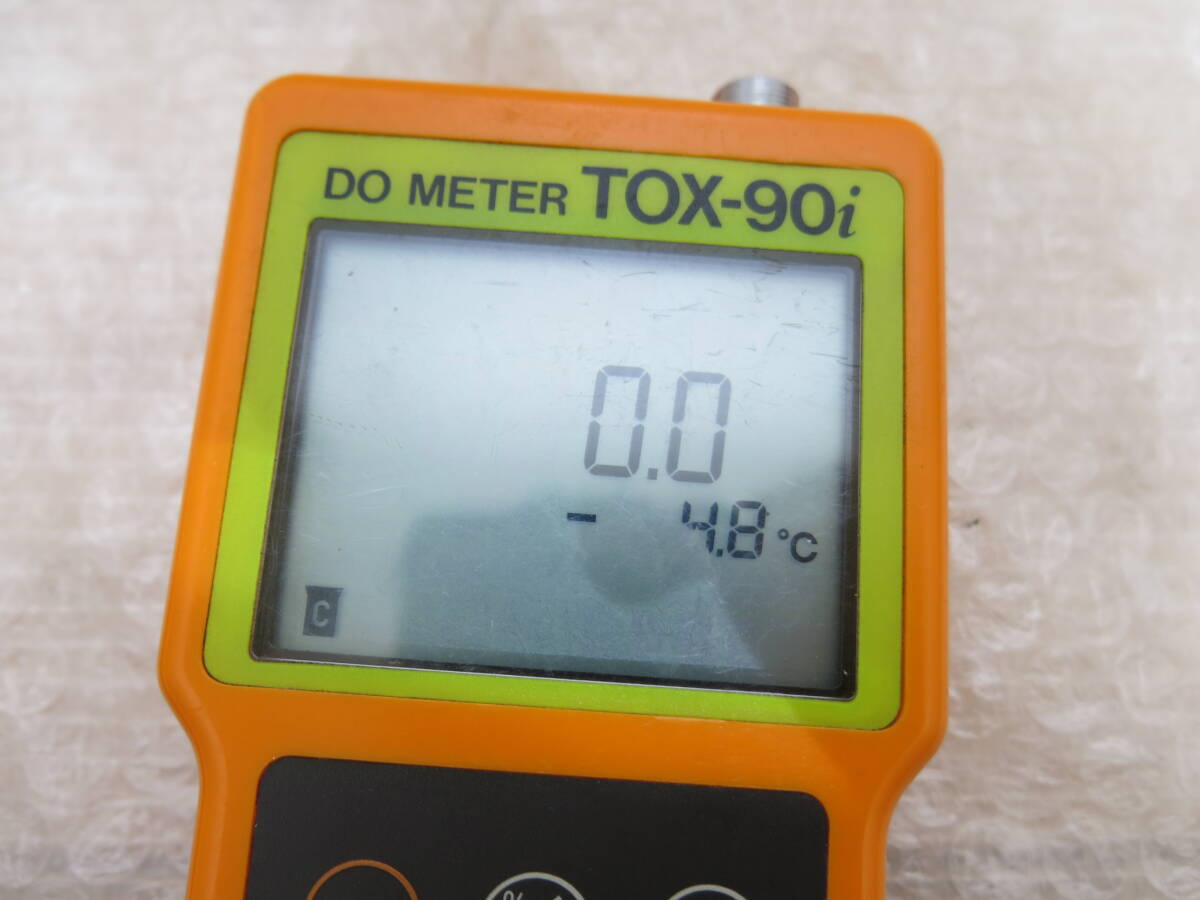 DO METER TOX-90i
0.0
- 4.8 °C
C
%